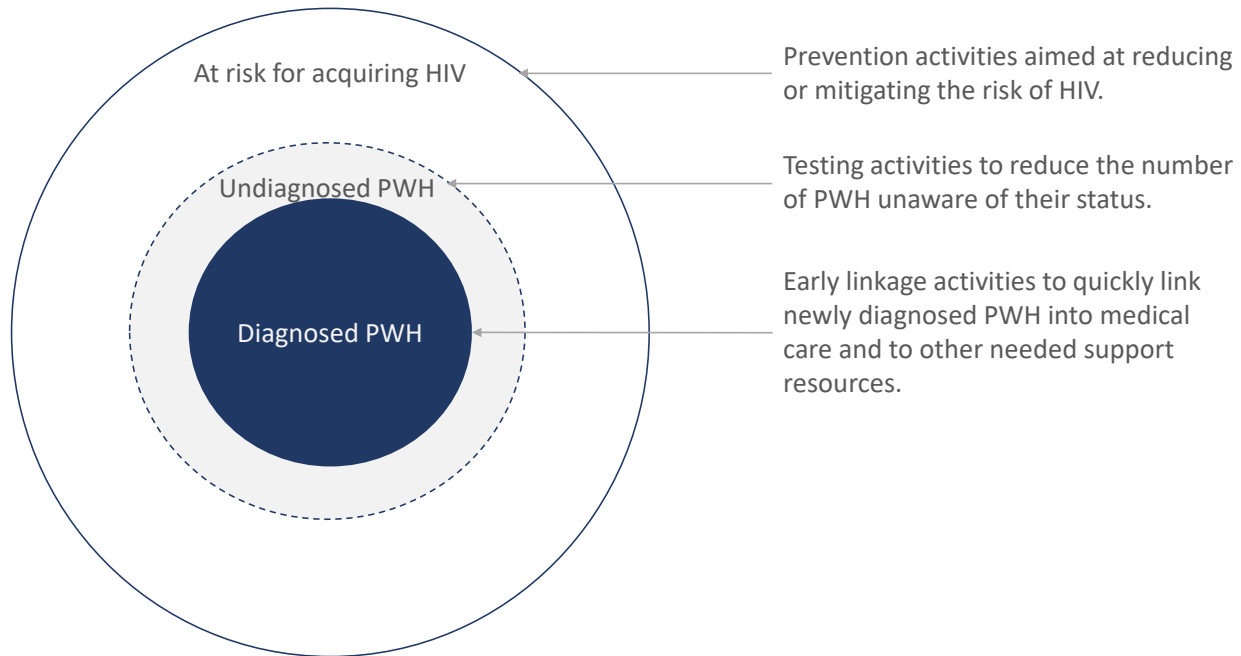 At risk for acquiring HIV
Prevention activities aimed at reducing
or mitigating the risk of HIV.
Undiagnosed PWH
Testing activities to reduce the number
of PWH unaware of their status.
Diagnosed PWH
Early linkage activities to quickly link
newly diagnosed PWH into medical
care and to other needed support
resources.